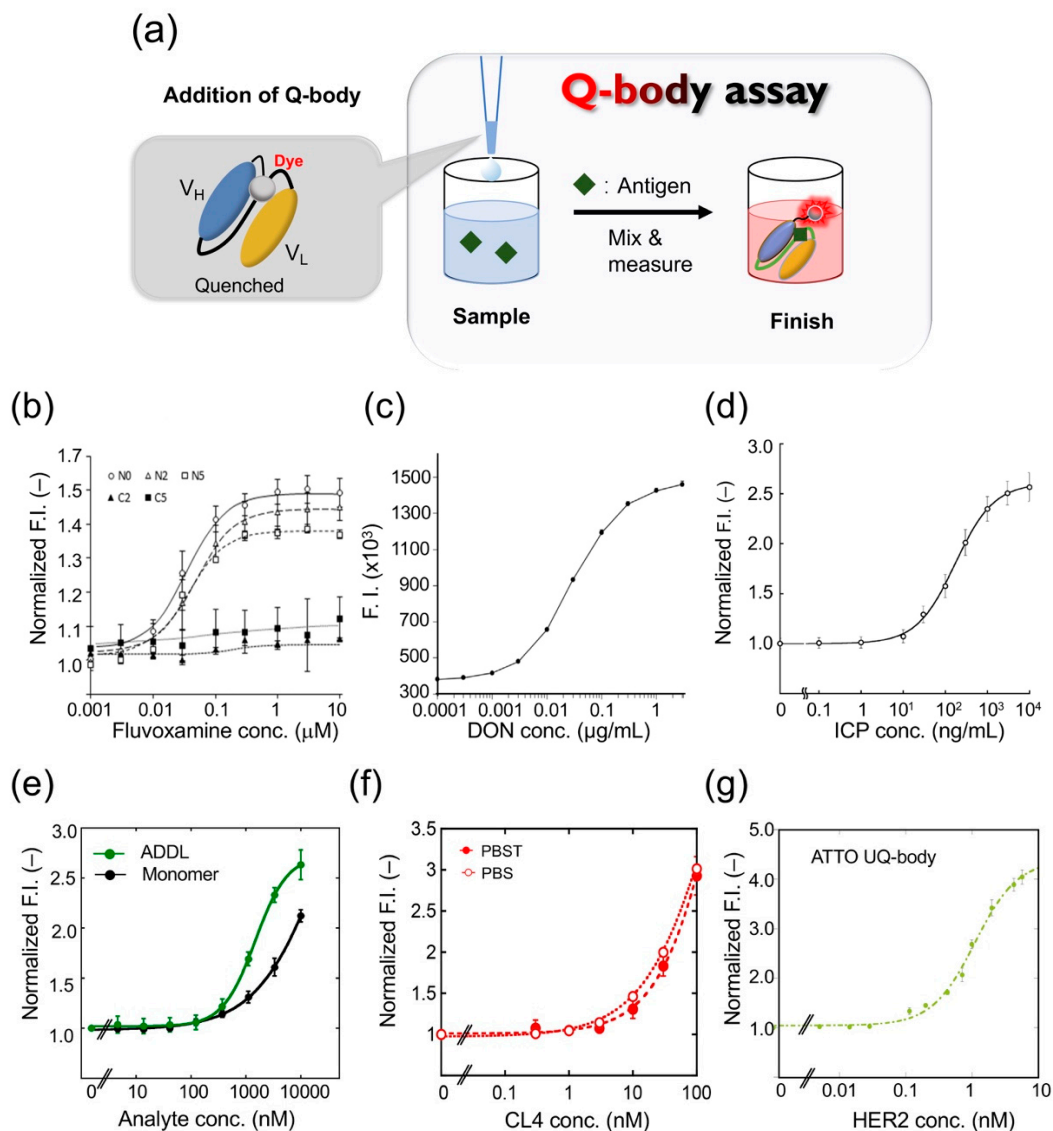 (a)
Addition of Q-body
Q-body assay
Dye
VH
VL
Quenched
: Antigen
Mix &
measure
Sample
Finish
(b)
Normalized F.I. (–)
1.7
1.5
1.4
1.3
1.1
1.0
N0 N2 N5
C2 C5
0.001 0.01 0.1 1 10
Fluvoxamine conc. (μM)
(c)
F. I. (x10³)
1500
1300
1100
900
700
500
300
0.0001 0.001 0.01 0.1 1
DON conc. (μg/mL)
(d)
Normalized F.I. (–)
3.0
2.5
2.0
1.5
1.0
0 0.1 1 10¹ 10² 10³ 10⁴
ICP conc. (ng/mL)
(e)
Normalized F.I. (–)
3.0
2.5
2.0
1.5
1.0
ADDL
Monomer
0 10 100 1000 10000
Analyte conc. (nM)
(f)
Normalized F.I. (–)
3.5
3.0
2.5
2.0
1.5
1.0
PBST
PBS
0 0.1 1 10 100
CL4 conc. (nM)
(g)
Normalized F.I. (–)
5.0
4.0
3.0
2.0
1.0
0
ATTO UQ-body
0 0.01 0.1 1 10
HER2 conc. (nM)